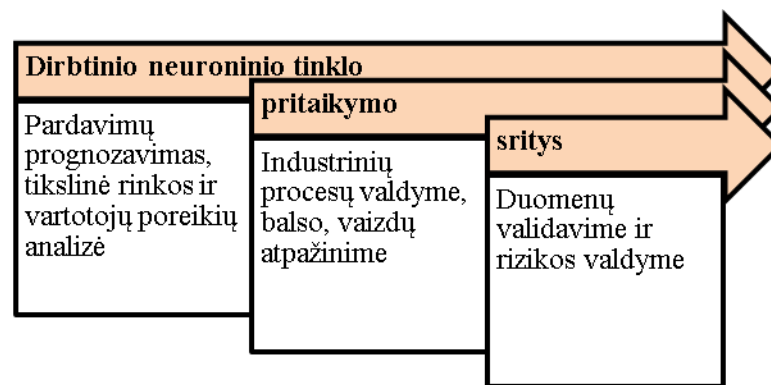 Dirbtinio neuroninio tinklo
Pardavimų
prognozavimas,
tikslinė rinkos ir
vartotojų poreikių
analizė
pritaikymo
Industrinių
procesų valdyme,
balso, vaizdų
atpažinime
sritys
Duomenų
validavime ir
rizikos valdyme